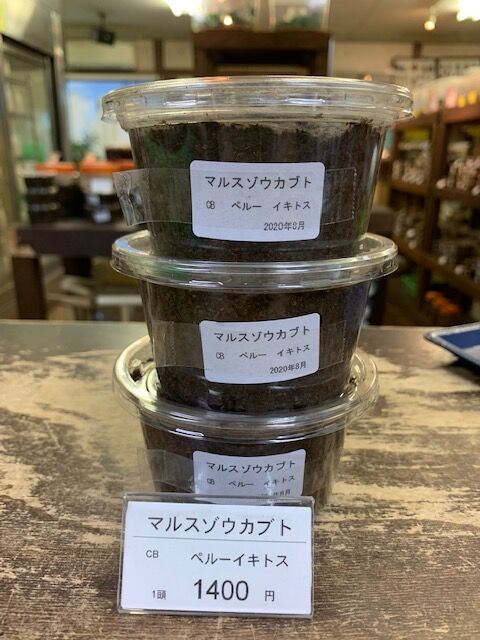 マルスゾウカブト
CB ペルー イキトス
2020年8月
マルスゾウカブト
CB ペルー イキトス
2020年8月
マルスゾウカブト
CB ペルー イキトス
年8月
マルスゾウカブト
CB ペルーイキトス
1頭 1400 円